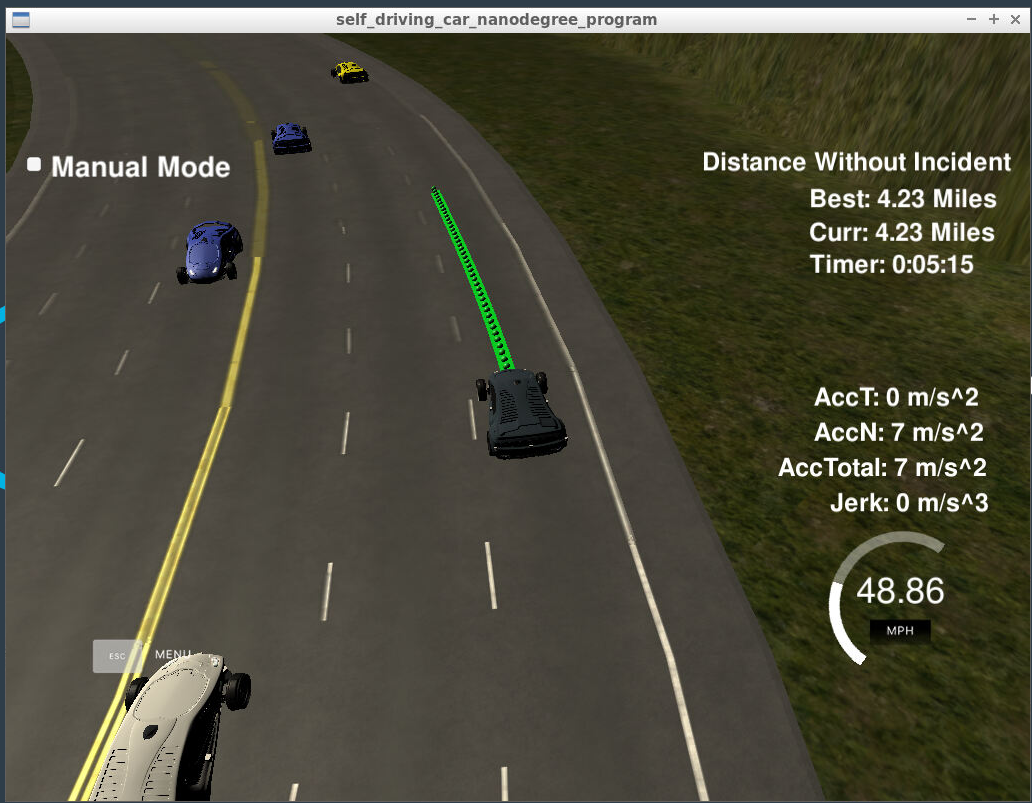 self_driving_car_nanodegree_program
Manual Mode
Distance Without Incident
Best: 4.23 Miles
Curr: 4.23 Miles
Timer: 0:05:15
AccT: 0 m/s^2
AccN: 7 m/s^2
AccTotal: 7 m/s^2
Jerk: 0 m/s^3
48.86
MPH
ESC MENU